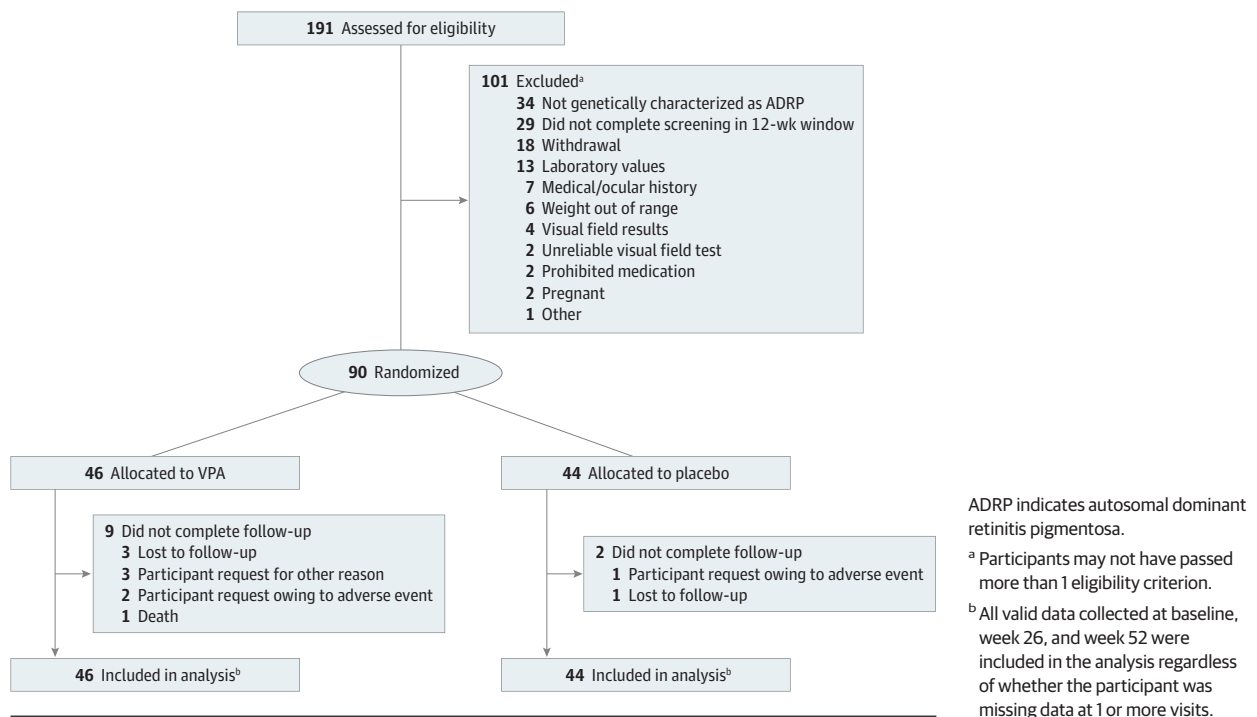 191 Assessed for eligibility
101 Excludedᵃ
34 Not genetically characterized as ADRP
29 Did not complete screening in 12-wk window
18 Withdrawal
13 Laboratory values
7 Medical/ocular history
6 Weight out of range
4 Visual field results
2 Unreliable visual field test
2 Prohibited medication
2 Pregnant
1 Other
90 Randomized
46 Allocated to VPA
44 Allocated to placebo
9 Did not complete follow-up
3 Lost to follow-up
3 Participant request for other reason
2 Participant request owing to adverse event
1 Death
2 Did not complete follow-up
1 Participant request owing to adverse event
1 Lost to follow-up
46 Included in analysisᵇ
44 Included in analysisᵇ
ADRP indicates autosomal dominant
retinitis pigmentosa.
ᵃ Participants may not have passed
more than 1 eligibility criterion.
ᵇ All valid data collected at baseline,
week 26, and week 52 were
included in the analysis regardless
of whether the participant was
missing data at 1 or more visits.